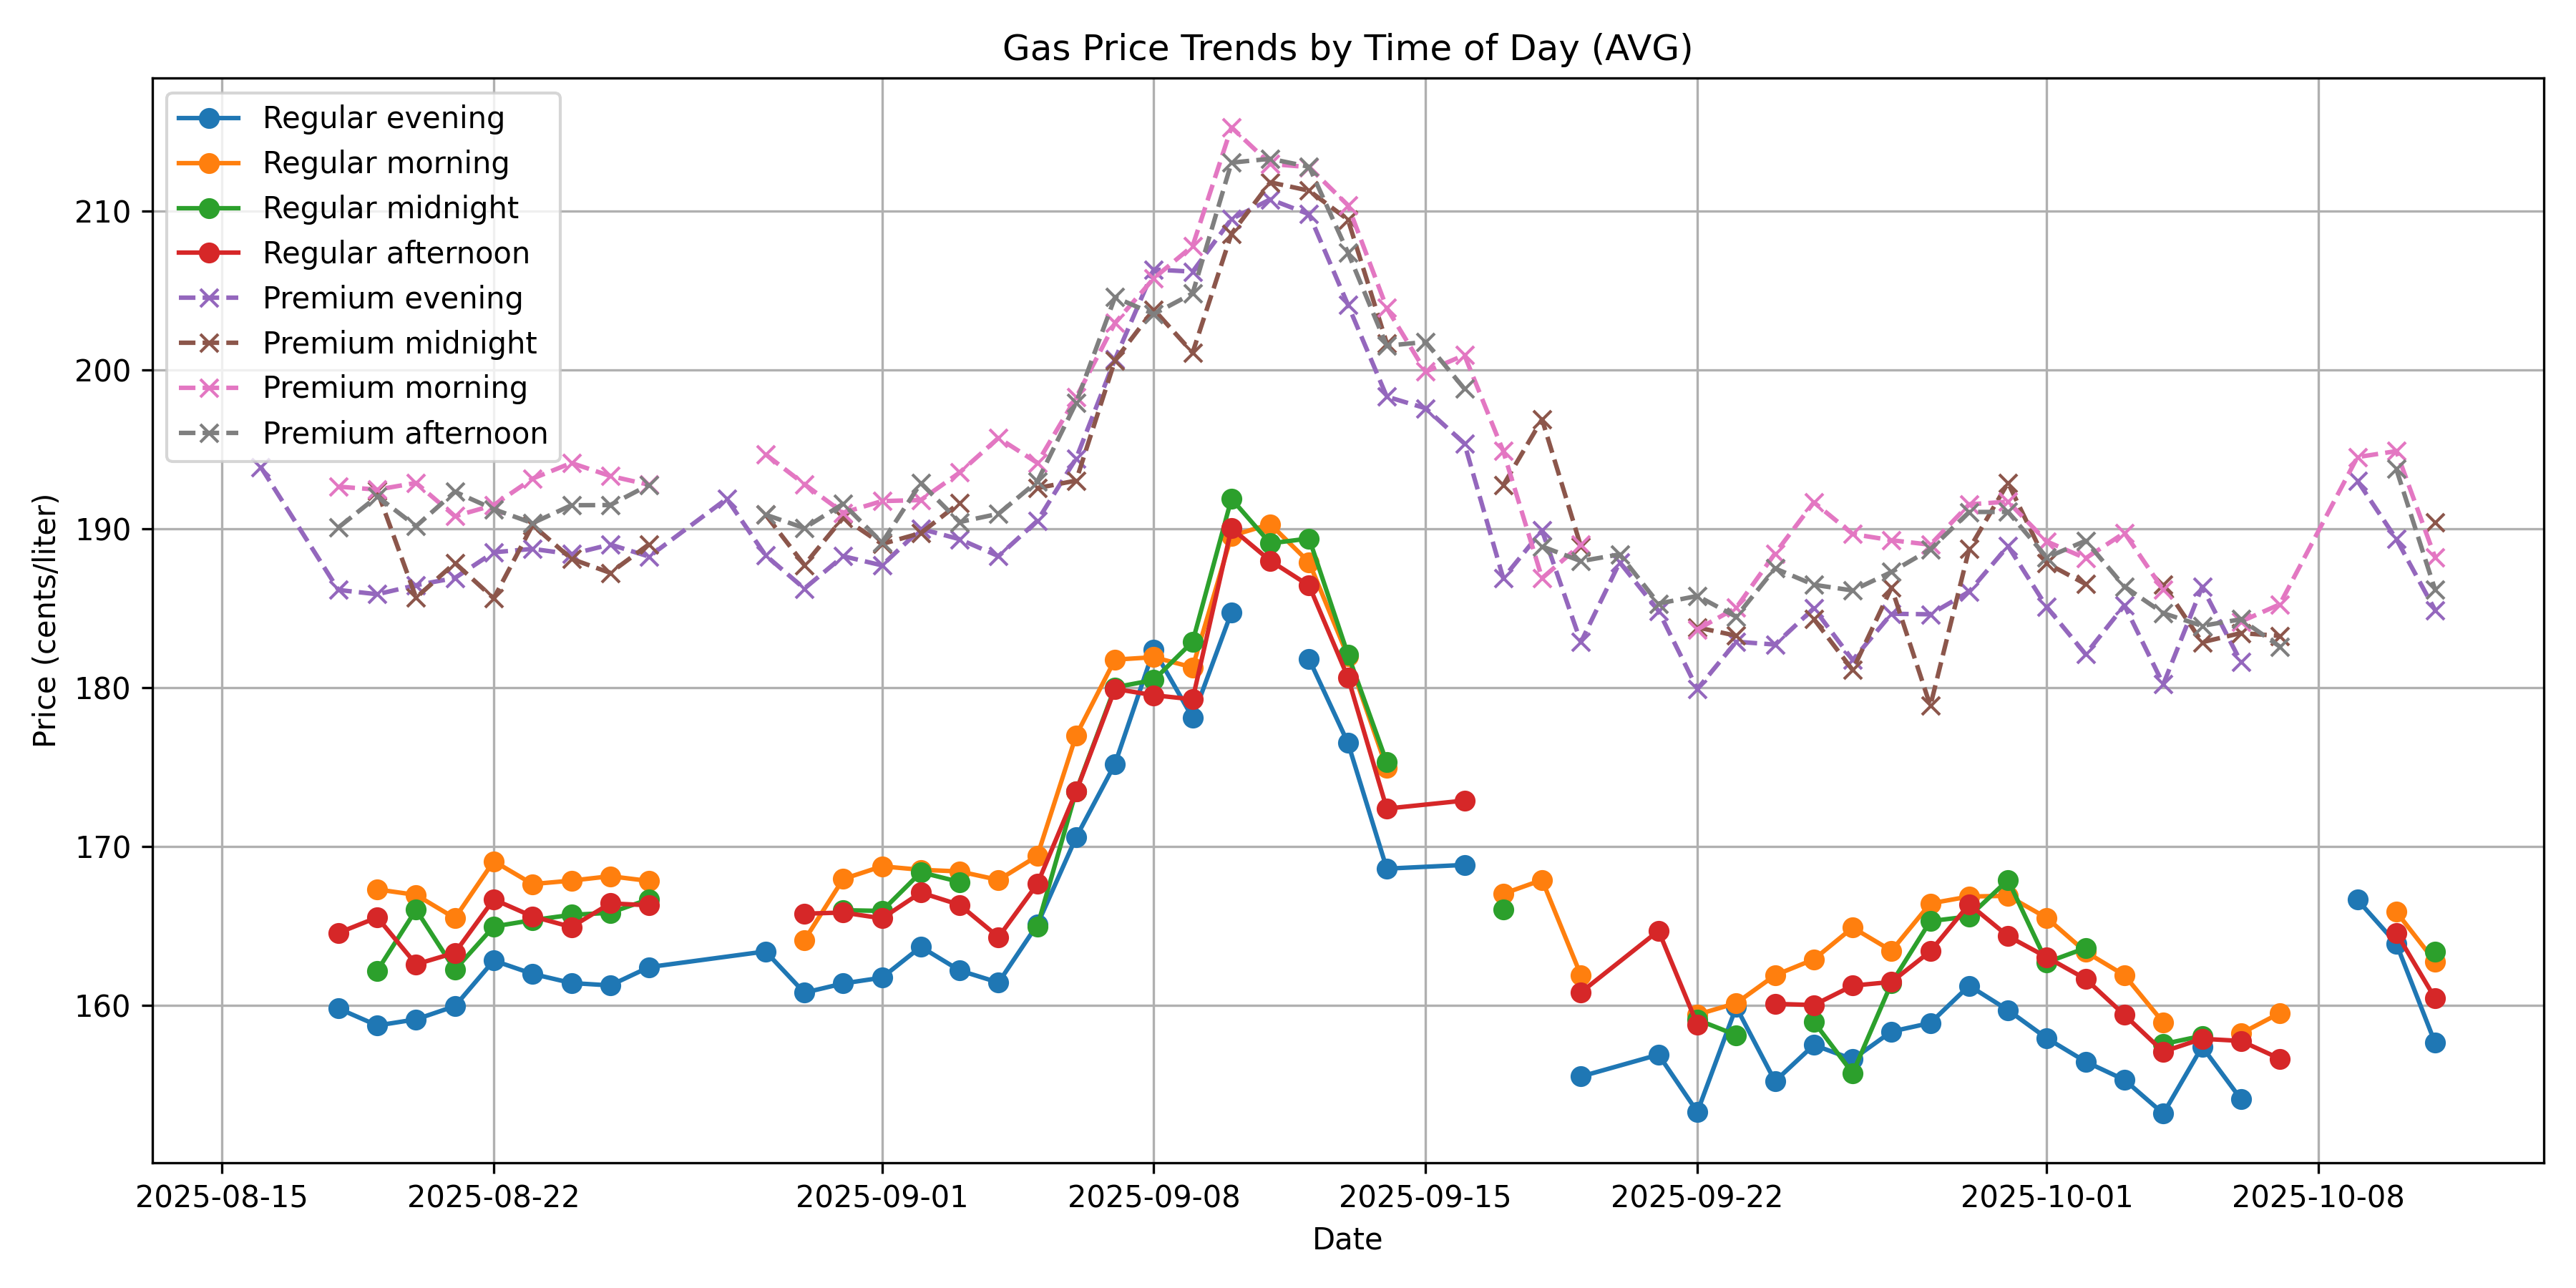 Gas Price Trends by Time of Day (AVG)
Regular evening
Regular morning
Regular midnight
Regular afternoon
Premium evening
Premium midnight
Premium morning
Premium afternoon
Price (cents/liter)
210
200
190
180
170
160
2025-08-15 2025-08-22 2025-09-01 2025-09-08 2025-09-15 2025-09-22 2025-10-01 2025-10-08
Date